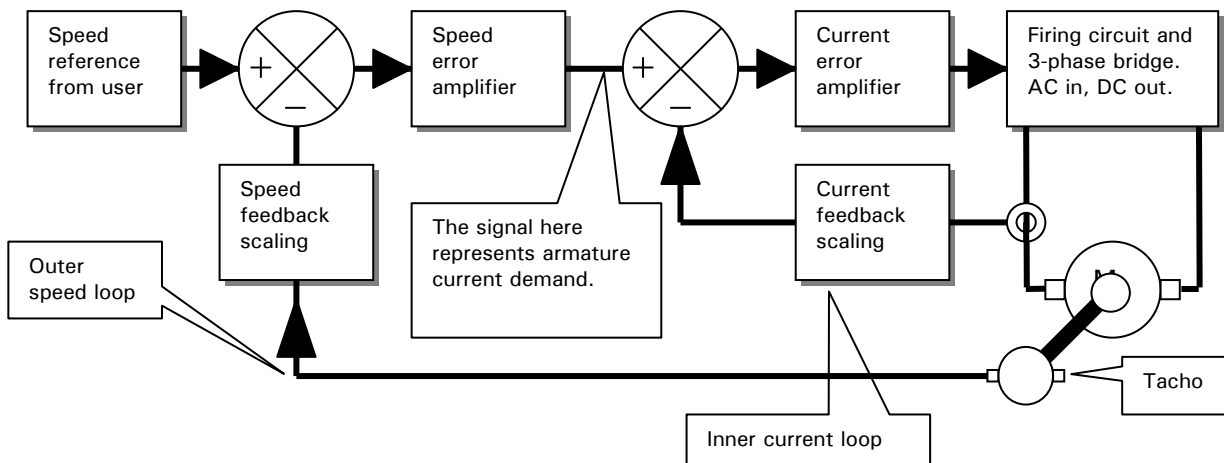 Speed
reference
from user
+
−
Speed
error
amplifier
+
−
Current
error
amplifier
Firing circuit and
3-phase bridge.
AC in, DC out.
Speed
feedback
scaling
The signal here
represents armature
current demand.
Current
feedback
scaling
Outer
speed loop
Tacho
Inner current loop